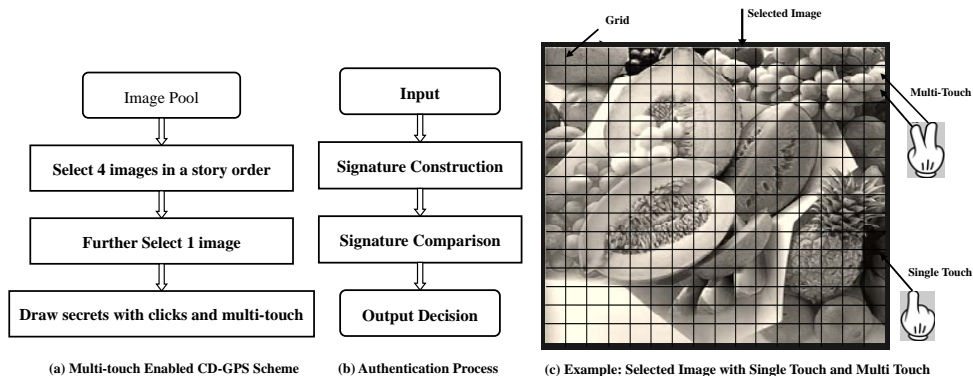 Image Pool
Select 4 images in a story order
Further Select 1 image
Draw secrets with clicks and multi-touch
(a) Multi-touch Enabled CD-GPS Scheme
Input
Signature Construction
Signature Comparison
Output Decision
(b) Authentication Process
Selected Image
Grid
Multi-Touch
Single Touch
(c) Example: Selected Image with Single Touch and Multi Touch